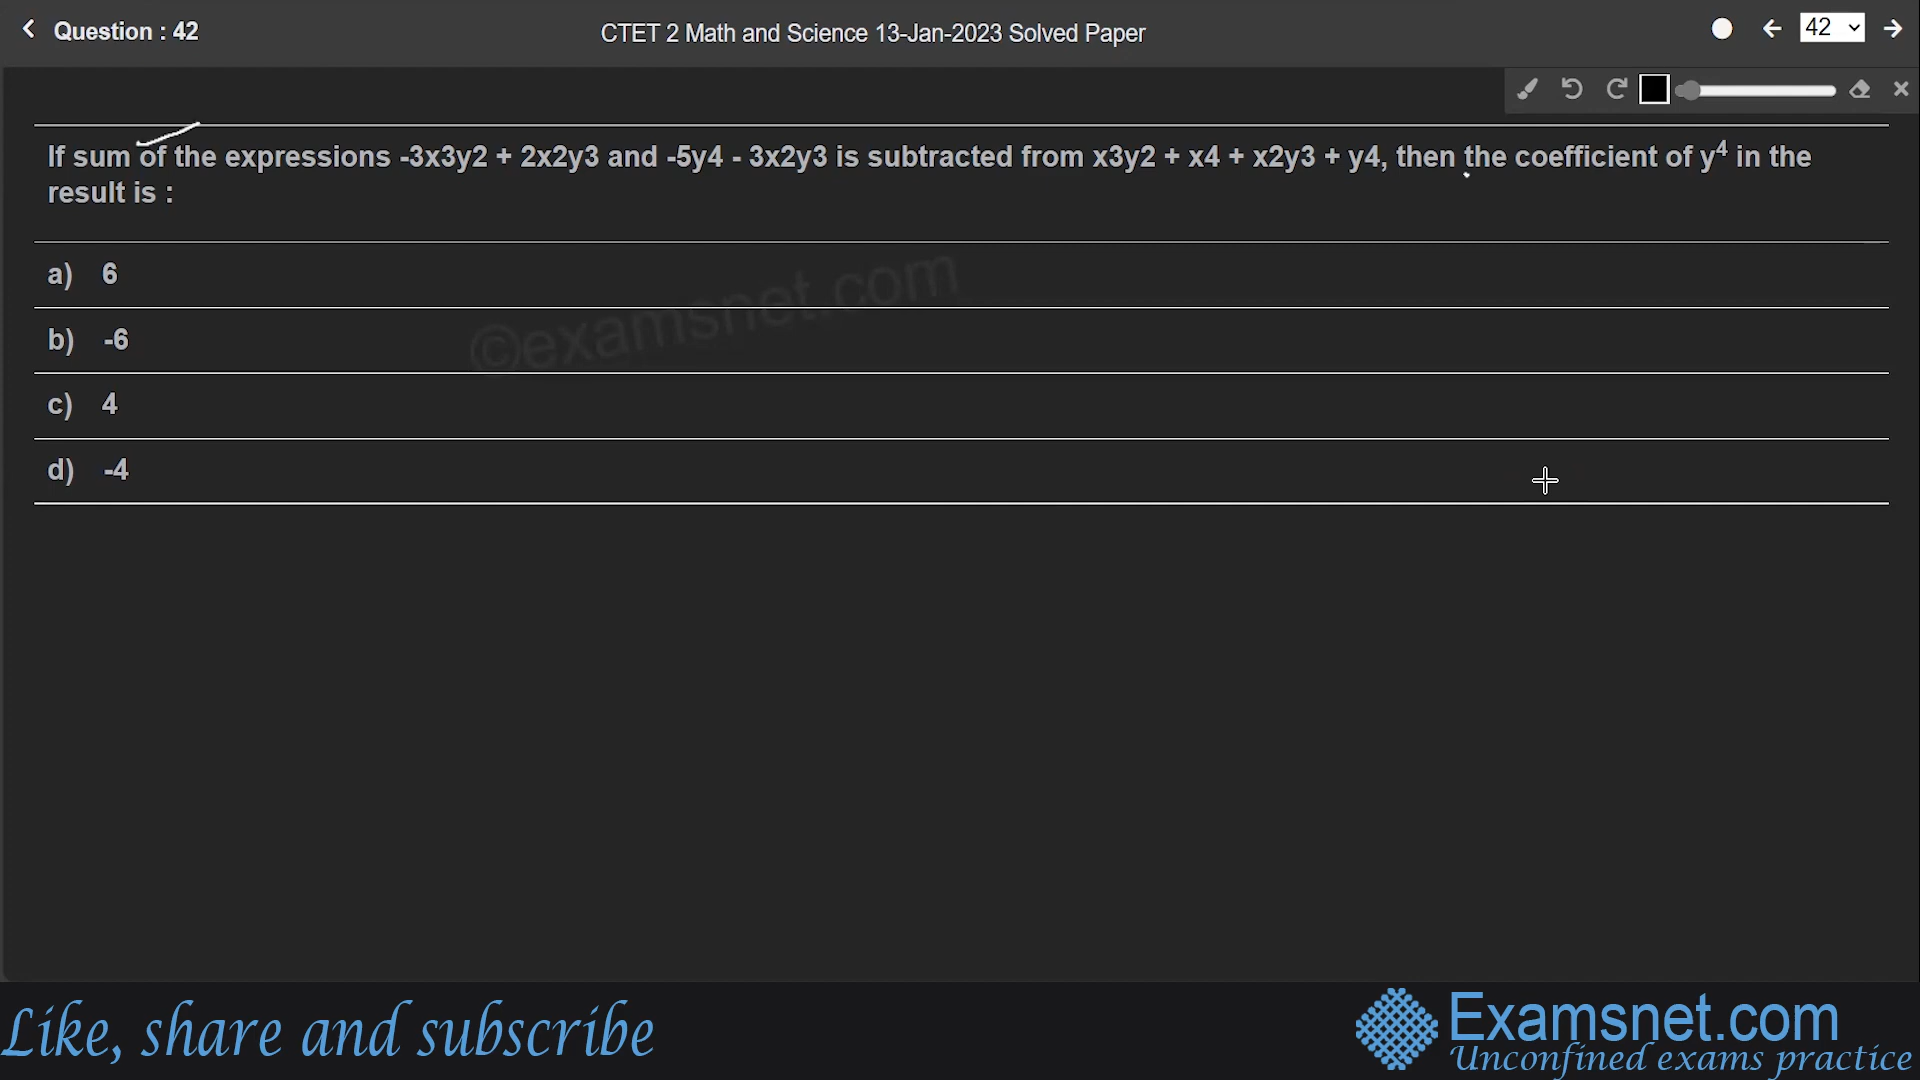 Question : 42
CTET 2 Math and Science 13-Jan-2023 Solved Paper
42
If sum of the expressions -3x3y2 + 2x2y3 and -5y4 - 3x2y3 is subtracted from x3y2 + x4 + x2y3 + y4, then the coefficient of y⁴ in the
result is :
a) 6
©examsnet.com
b) -6
c) 4
d) -4
Like, share and subscribe
Examsnet.com
Unconfined exams practice